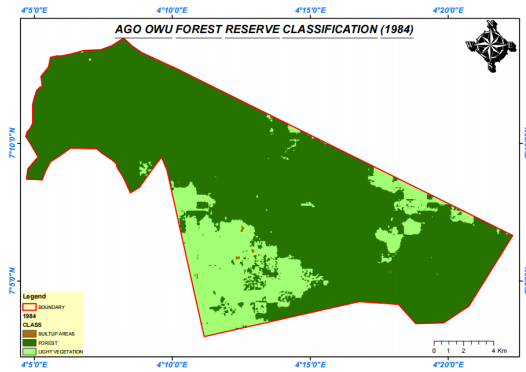 AGO OWU FOREST RESERVE CLASSIFICATION (1984)
4°5'0"E 4°10'0"E 4°15'0"E 4°20'0"E
7°10'0"N
7°5'0"N
Legend
BOUNDARY
1984
CLASS
BUILTUP AREAS
FOREST
LIGHT VEGETATION
0 1 2 4 Km
4°5'0"E 4°10'0"E 4°15'0"E 4°20'0"E